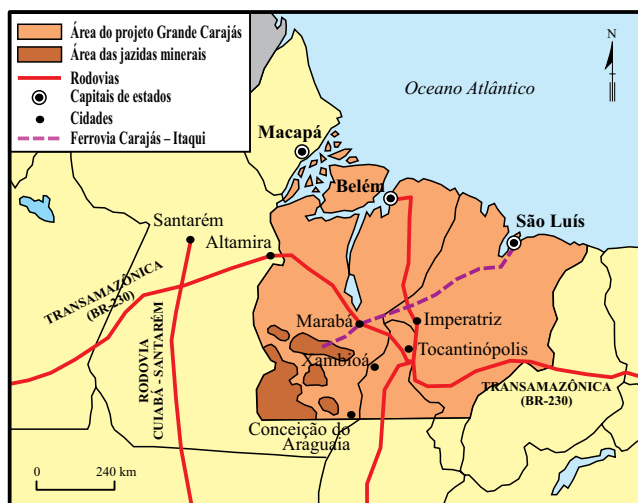 Área do projeto Grande Carajás
Área das jazidas minerais
Rodovias
Capitais de estados
Cidades
Ferrovia Carajás – Itaqui
N
Oceano Atlântico
Macapá
Belém
São Luís
Santarém
Altamira
TRANSAMAZÔNICA
(BR-230)
RODOVIA
CUIABÁ - SANTARÉM
Marabá
Imperatriz
Xambioá
Tocantinópolis
TRANSAMAZÔNICA
(BR-230)
Conceição do
Araguaia
0 240 km